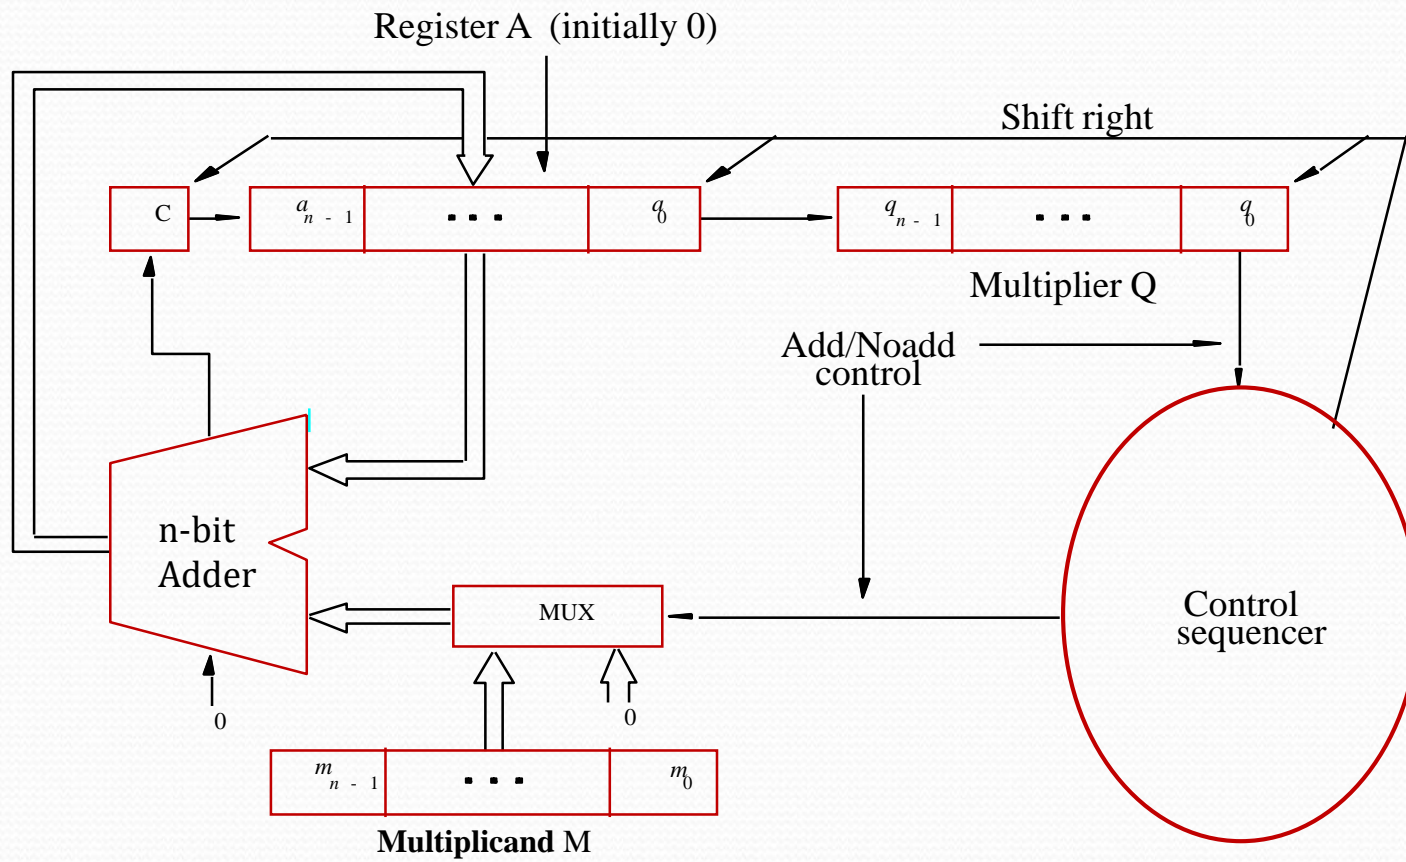 Register A (initially 0)
Shift right
C
a n - 1
. . .
a 0
q n - 1
. . .
q 0
Multiplier Q
Add/Noadd
control
n-bit
Adder
MUX
Control
sequencer
0
0
m n - 1
. . .
m 0
Multiplicand M